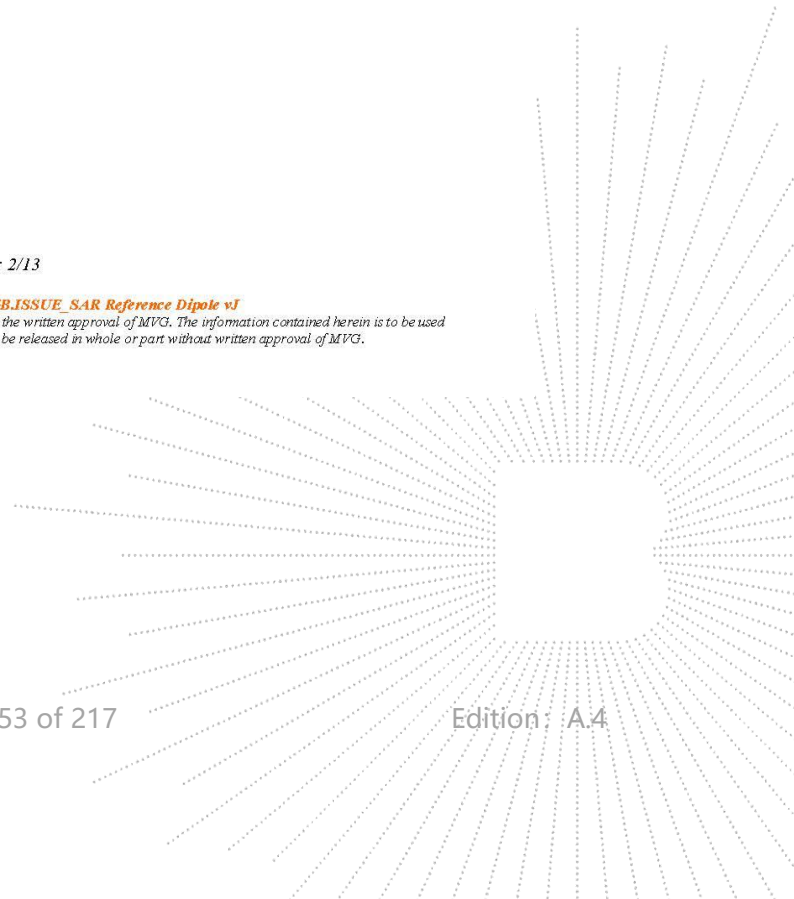 : 2/13
B.ISSUE_SAR Reference Dipole vJ
the written approval of MVG. The information contained herein is to be used
be released in whole or part without written approval of MVG.
53 of 217
Edition: A.4